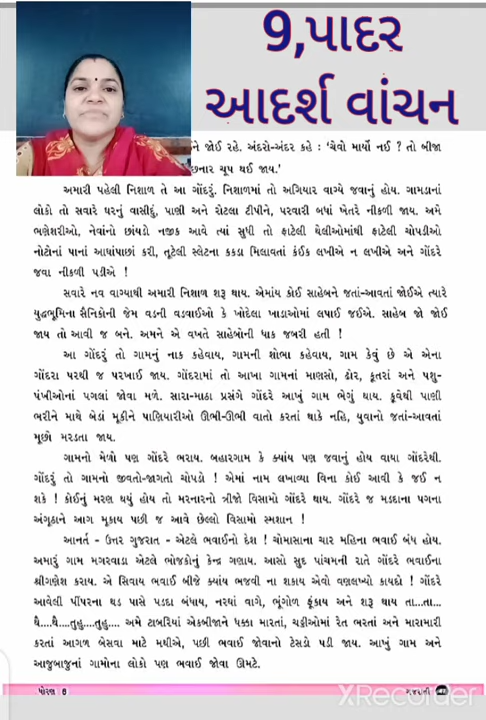 9,પાદર
આદર્શ વાંચન
ને જોઈ રહે. અંદરો-અંદર કહે : ‘ચેવો માર્યો નઈ ? તો બીજા
છનાર ચૂપ થઈ જાય.’
અમારી પહેલી નિશાળ તે આ ગોંદરું. નિશાળમાં તો અગિયાર વાગ્યે જવાનું હોય. ગામડાનાં
લોકો તો સવારે ઘરનું વાસીદું, પાણી અને રોટલા ટીપીને, પરવારી બધાં ખેતરે નીકળી જાય. અમે
ભણેશરીઓ, નેવાંનો છાંયડો નજીક આવે ત્યાં સુધી તો ફાટેલી થેલીઓમાંથી ફાટેલી ચોપડીઓ
નોટોનાં પાનાં આઘાંપાછાં કરી, તૂટેલી સ્લેટના કકડા મિલાવતાં કંઈક લખીએ ન લખીએ અને ગોંદરે
જવા નીકળી પડીએ !
સવારે નવ વાગ્યાથી અમારી નિશાળ શરૂ થાય. એમાંય કોઈ સાહેબને જતાં-આવતાં જોઈએ ત્યારે
યુદ્ધભૂમિના સૈનિકોની જેમ વડની વડવાઈઓ કે ખોદેલા ખાડાઓમાં લપાઈ જઈએ. સાહેબ જો જોઈ
જાય તો આવી જ બને. અમને એ વખતે સાહેબોની ધાક જબરી હતી !
આ ગોંદરું તો ગામનું નાક કહેવાય, ગામની શોભા કહેવાય, ગામ કેવું છે એ એના
ગોંદરા પરથી જ પરખાઈ જાય. ગોંદરામાં તો આખા ગામનાં માણસો, ઢોર, કૂતરાં અને પશુ-
પંખીઓનાં પગલાં જોવા મળે. સારા-માઠા પ્રસંગે ગોંદરે આખું ગામ ભેગું થાય. કૂવેથી પાણી
ભરીને માથે બેડાં મૂકીને પાણિયારીઓ ઊભી-ઊભી વાતો કરતાં થાકે નહિ, યુવાનો જતાં-આવતાં
મૂછો મરડતા જાય.
ગામનો મેળો પણ ગોંદરે ભરાય. બહારગામ કે ક્યાંય પણ જવાનું હોય વાયા ગોંદરેથી.
ગોંદરું તો ગામનો જીવતો-જાગતો ચોપડો ! એમાં નામ લખાવ્યા વિના કોઈ આવી કે જઈ ન
શકે ! કોઈનું મરણ થયું હોય તો મરનારનો ત્રીજો વિસામો ગોંદરે થાય. ગોંદરે જ મડદાના પગના
અંગૂઠાને આગ મૂકાય પછી જ આવે છેલ્લો વિસામો સ્મશાન !
આનર્ત - ઉત્તર ગુજરાત - એટલે ભવાઈનો દેશ ! ચોમાસાના ચાર મહિના ભવાઈ બંધ હોય.
અમારું ગામ મગરવાડા એટલે ભોજકોનું કેન્દ્ર ગણાય. આસો સુદ પાંચમની રાતે ગોંદરે ભવાઈના
શ્રીગણેશ કરાય. એ સિવાય ભવાઈ બીજે ક્યાંય ભજવી ના શકાય એવો વણલખ્યો કાયદો ! ગોંદરે
આવેલી પીંપરના થડ પાસે પડદા બંધાય, નરઘાં વાગે, ભૂંગોળ ફૂંકાય અને શરૂ થાય તા...તા...
થૈ....થૈ....તુહૂ....તુહૂ.... અમે ટાબરિયાં એકબીજાને ધક્કા મારતાં, ચડ્ડીઓમાં રેત ભરતાં અને મારામારી
કરતાં આગળ બેસવા માટે મથીએ, પછી ભવાઈ જોવાનો ટેસડો પડી જાય. આખું ગામ અને
આજુબાજુનાં ગામોના લોકો પણ ભવાઈ જોવા ઊમટે.
ધોરણ 6
ગુજરાતી
XRecorder